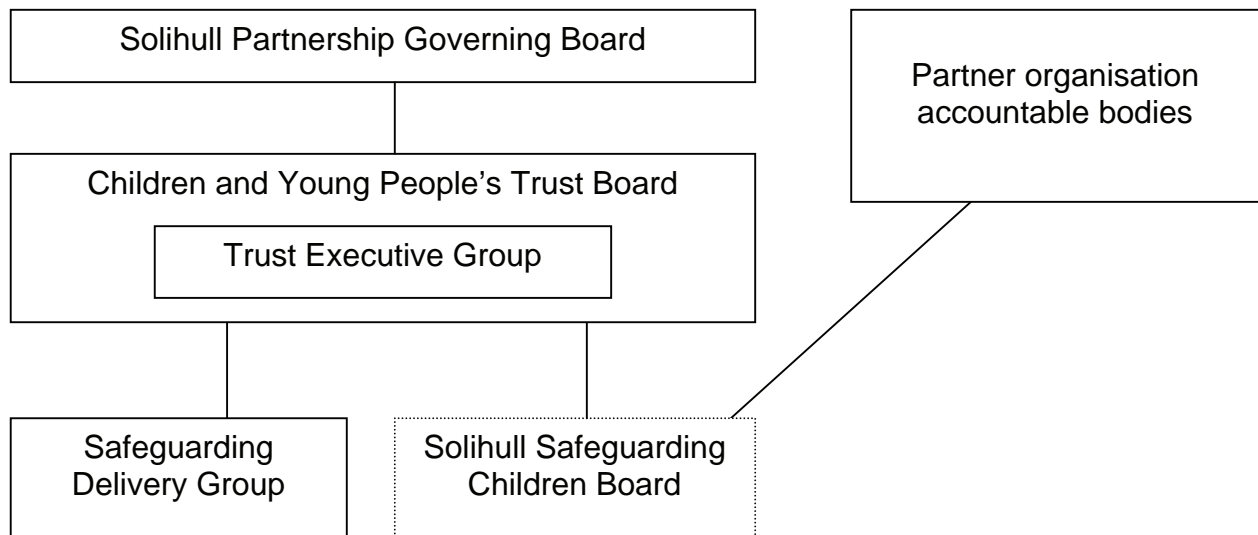 Solihull Partnership Governing Board
Partner organisation
accountable bodies
Children and Young People’s Trust Board
Trust Executive Group
Safeguarding
Delivery Group
Solihull Safeguarding
Children Board